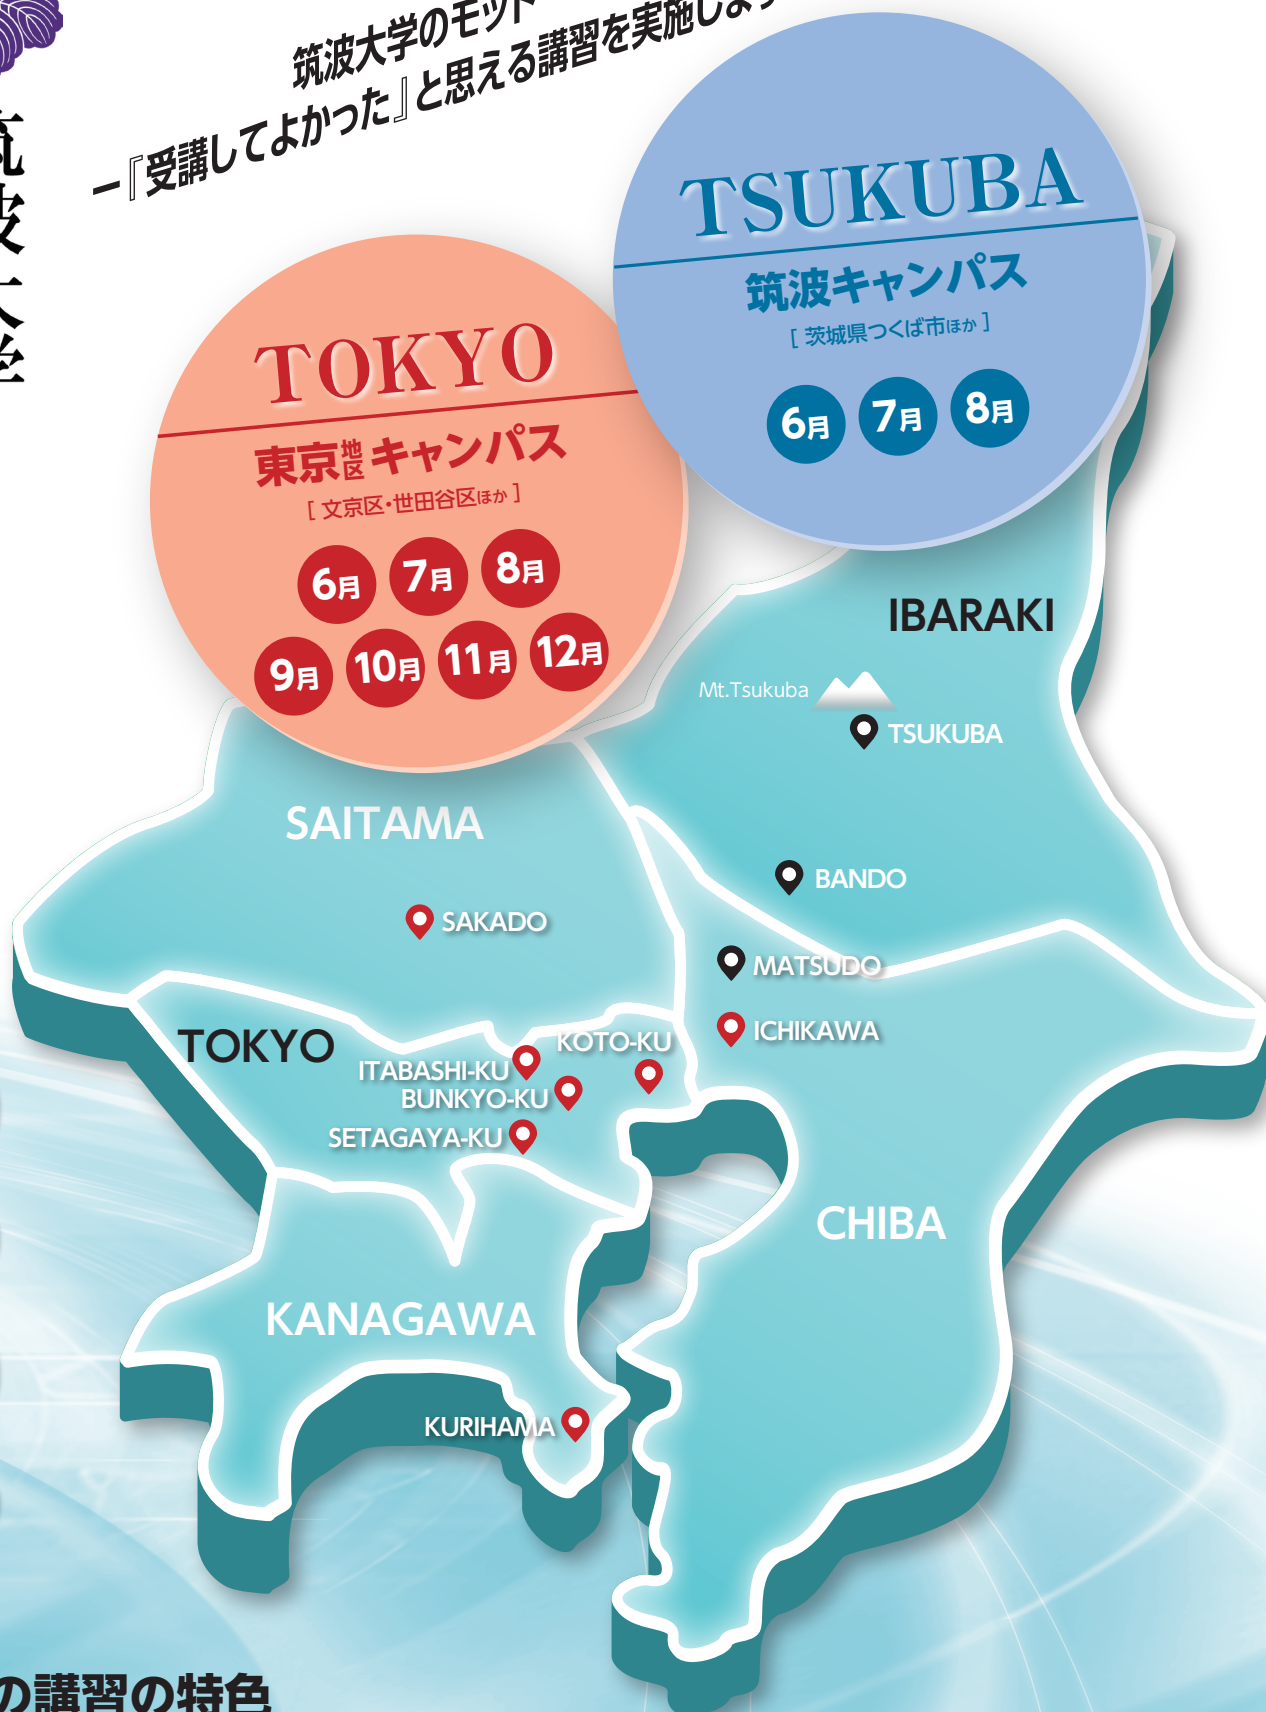 筑波大学のモット
ー『受講してよかった』と思える講習を実施しよ
筑波大学
TSUKUBA
筑波キャンパス
[ 茨城県つくば市ほか ]
6月 7月 8月
TOKYO
東京地区キャンパス
[ 文京区・世田谷区ほか ]
6月 7月 8月
9月 10月 11月 12月
IBARAKI
Mt.Tsukuba
TSUKUBA
SAITAMA
BANDO
SAKADO
MATSUDO
ICHIKAWA
TOKYO
KOTO-KU
ITABASHI-KU
BUNKYO-KU
SETAGAYA-KU
CHIBA
KANAGAWA
KURIHAMA
の講習の特色